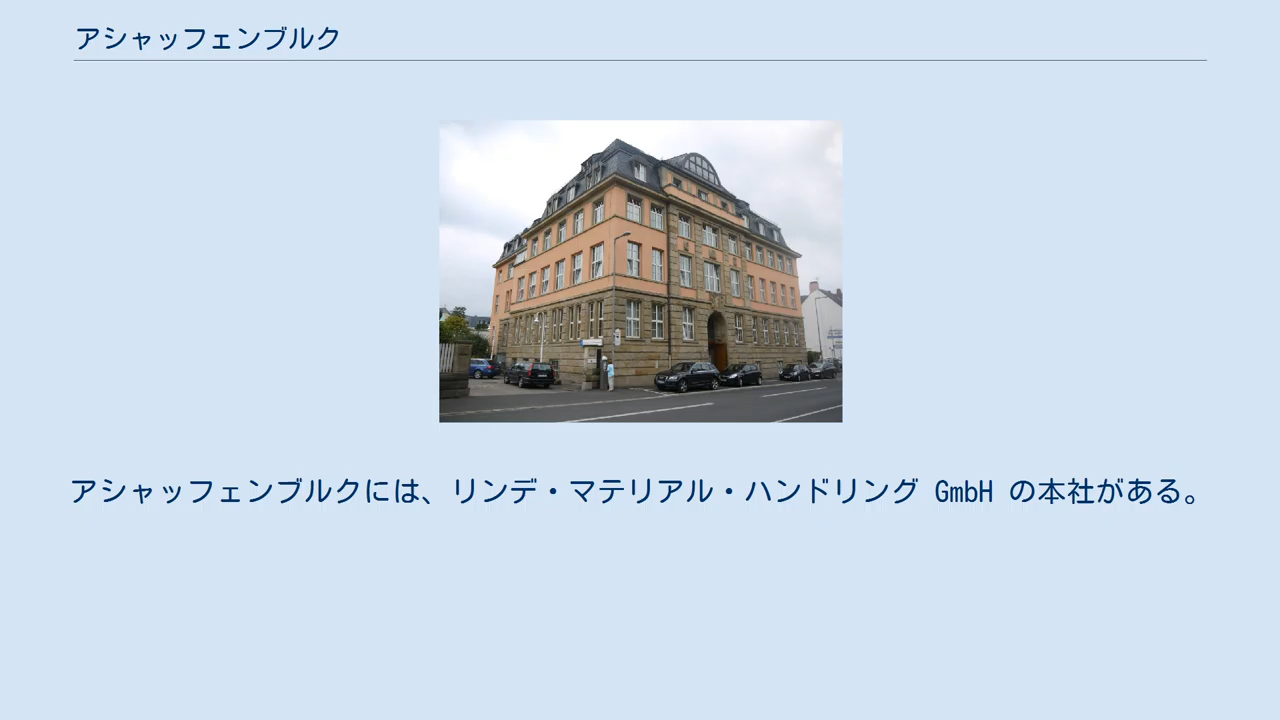 アシャッフェンブルク
アシャッフェンブルクには、リンデ・マテリアル・ハンドリング GmbH の本社がある。